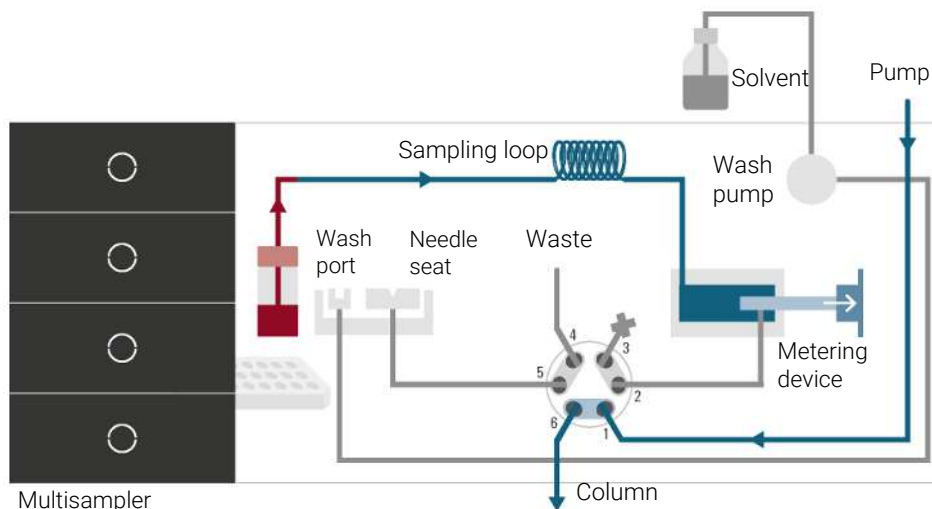 Solvent
Pump
Sampling loop
Wash
pump
Wash
port
Needle
seat
Waste
4
3
5
2
6
1
Metering
device
Column
Multisampler